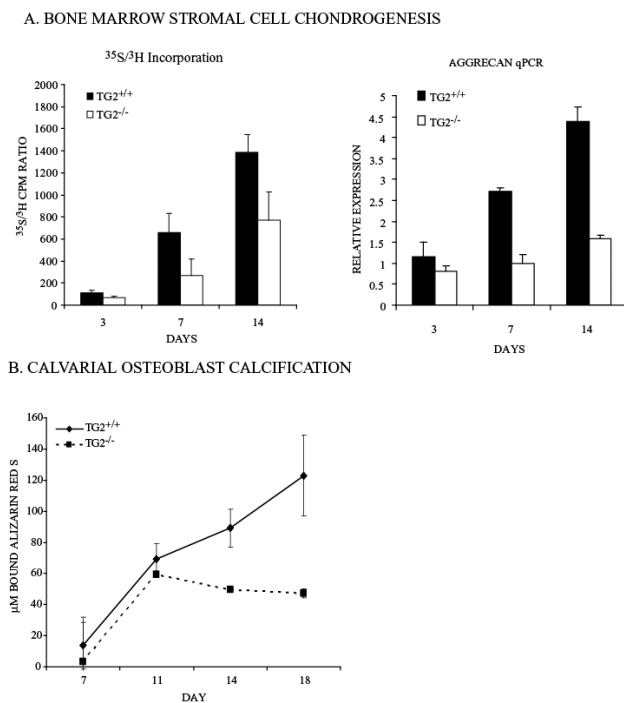 A. BONE MARROW STROMAL CELL CHONDROGENESIS
³⁵S/³H Incorporation
2000
1800
1600
1400
1200
1000
800
600
400
200
0
³⁵S/³H CPM RATIO
TG2+/+
TG2-/-
3 7 14
DAYS
AGGRECAN qPCR
5
4.5
4
3.5
3
2.5
2
1.5
1
0.5
RELATIVE EXPRESSION
TG2+/+
TG2-/-
3 7 14
DAYS
B. CALVARIAL OSTEOBLAST CALCIFICATION
160
140
120
100
80
60
40
20
0
µM BOUND ALIZARIN RED S
TG2+/+
TG2-/-
7 11 14 18
DAY